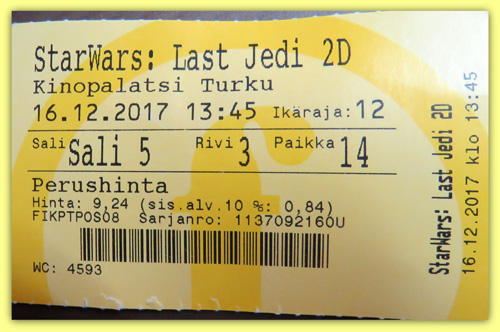 StarWars: Last Jedi 2D
Kinopalatsi Turku
16.12.2017 13:45 Ikäraja:12
Sali Sali 5 Rivi 3 Paikka 14
Perushinta
Hinta: 9,24 (sis.alv.10 %: 0,84)
FIKPTPOS08 Sarjanro: 1137092160U
WC: 4593
StarWars: Last Jedi 2D
16.12.2017 klo 13:45